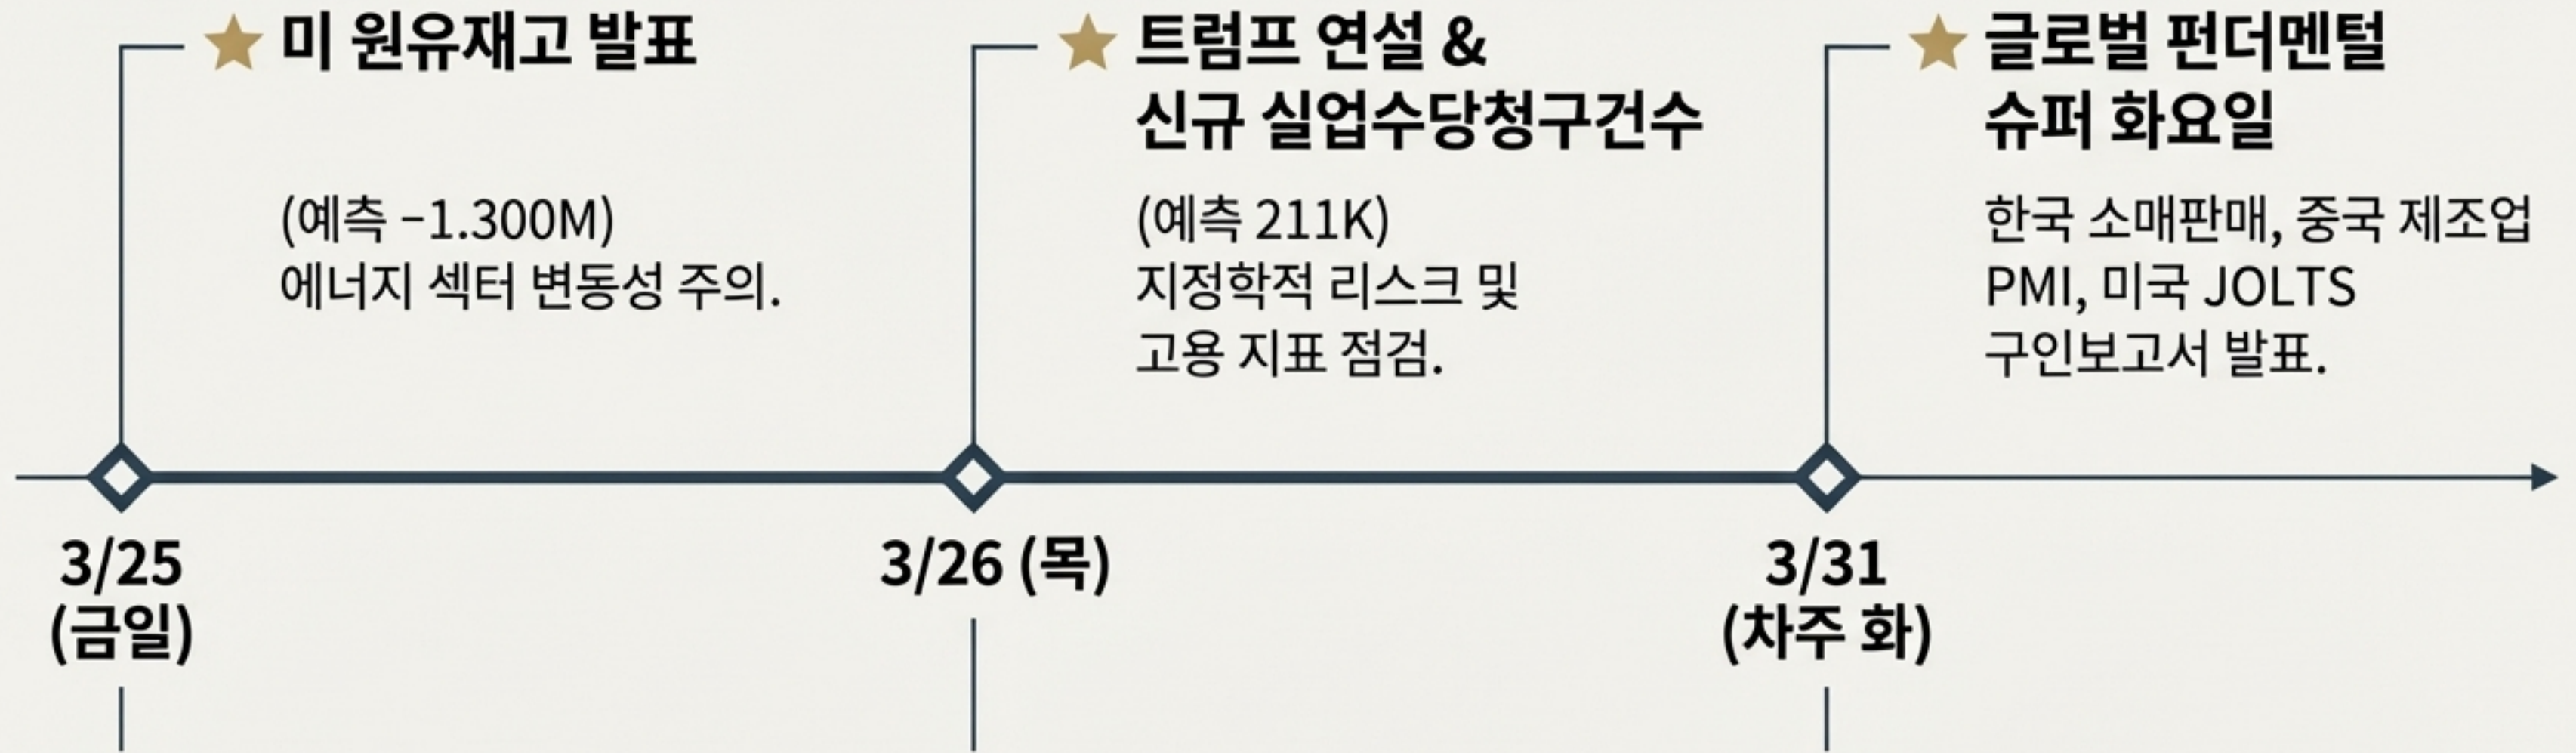 미 원유재고 발표
(예측 -1.300M)
에너지 섹터 변동성 주의.
3/25
(금일)
트럼프 연설 &
신규 실업수당청구건수
(예측 211K)
지정학적 리스크 및
고용 지표 점검.
3/26 (목)
글로벌 펀더멘털
슈퍼 화요일
한국 소매판매, 중국 제조업
PMI, 미국 JOLTS
구인보고서 발표.
3/31
(차주 화)